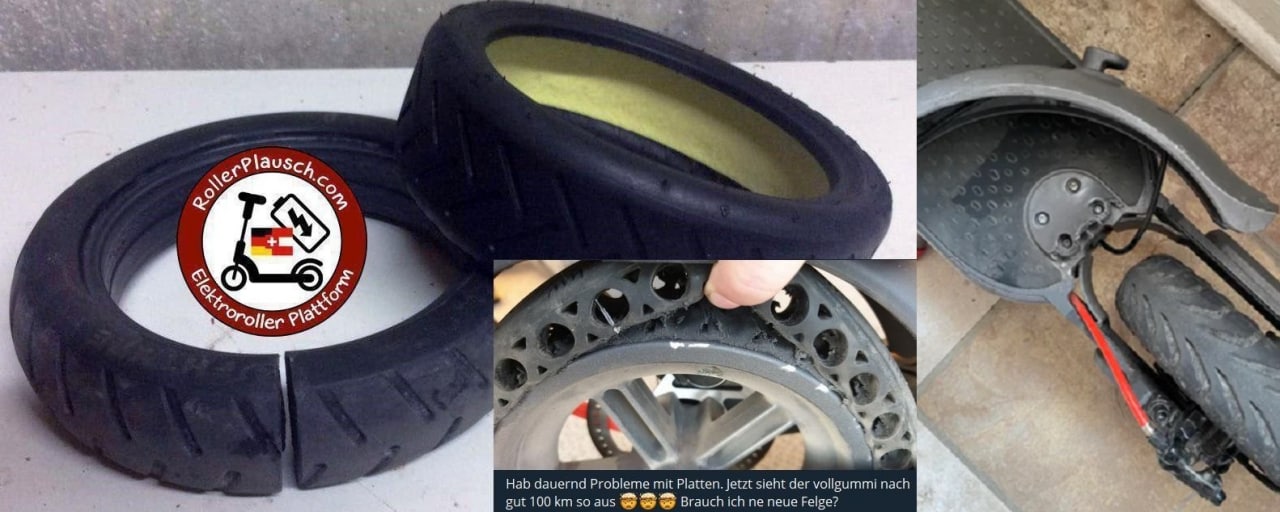 RollerPlausch.com
Elektroroller Plattform
Hab dauernd Probleme mit Platten. Jetzt sieht der vollgummi nach
gut 100 km so aus 🤯🤯🤯 Brauch ich ne neue Felge?